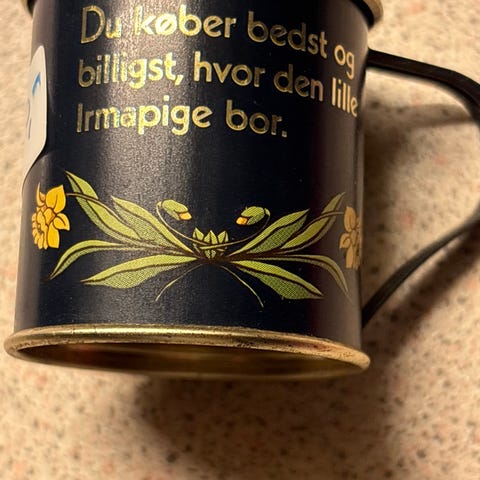 Du køber bedst og
billigst, hvor den lille
Irmapige bor.